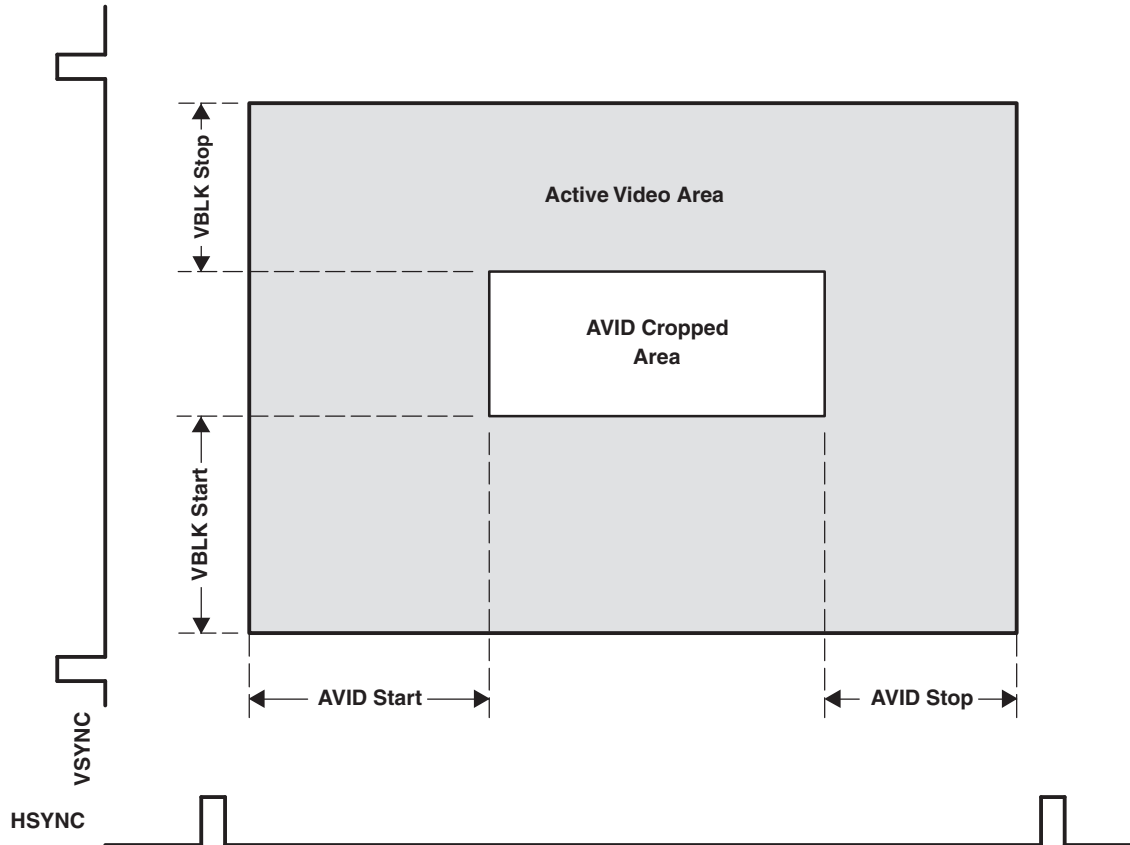 VBLK Stop
Active Video Area
AVID Cropped
Area
VBLK Start
AVID Start
AVID Stop
VSYNC
HSYNC